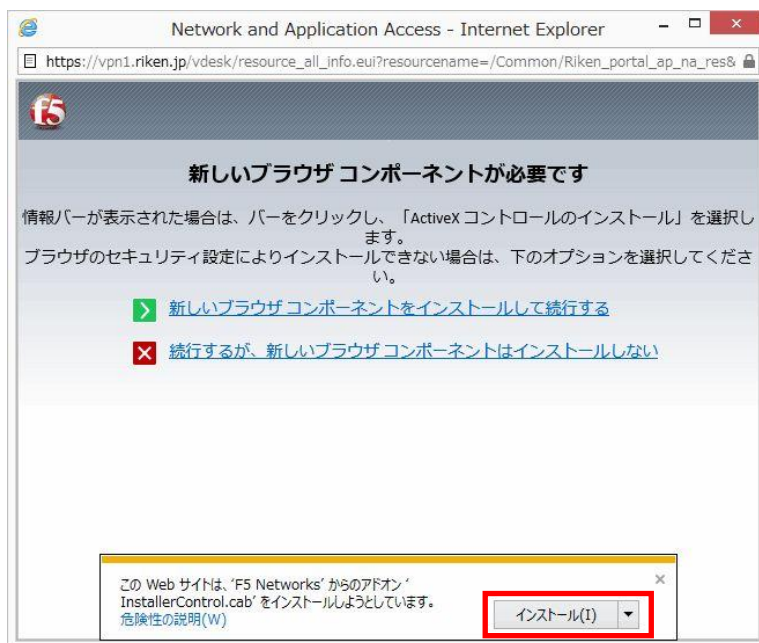 Network and Application Access - Internet Explorer
https://vpn1.riken.jp/vdesk/resource_all_info.eui?resourcename=/Common/Riken_portal_ap_na_res&
f5
新しいブラウザ コンポーネントが必要です
情報バーが表示された場合は、バーをクリックし、「ActiveX コントロールのインストール」を選択し
ます。
ブラウザのセキュリティ設定によりインストールできない場合は、下のオプションを選択してくださ
い。
新しいブラウザ コンポーネントをインストールして続行する
続行するが、新しいブラウザ コンポーネントはインストールしない
この Web サイトは、'F5 Networks' からのアドオン '
InstallerControl.cab' をインストールしようとしています。
危険性の説明(W)
インストール(I)